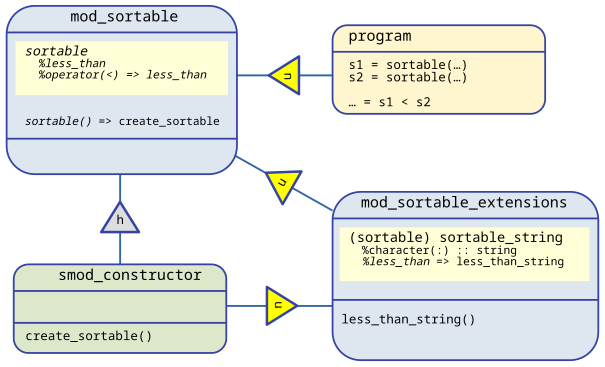 mod_sortable
sortable
%less_than
%operator(<) => less_than
sortable() => create_sortable
program
s1 = sortable(…)
s2 = sortable(…)
… = s1 < s2
u
u
h
mod_sortable_extensions
(sortable) sortable_string
%character(:) :: string
%less_than => less_than_string
less_than_string()
smod_constructor
create_sortable()
u